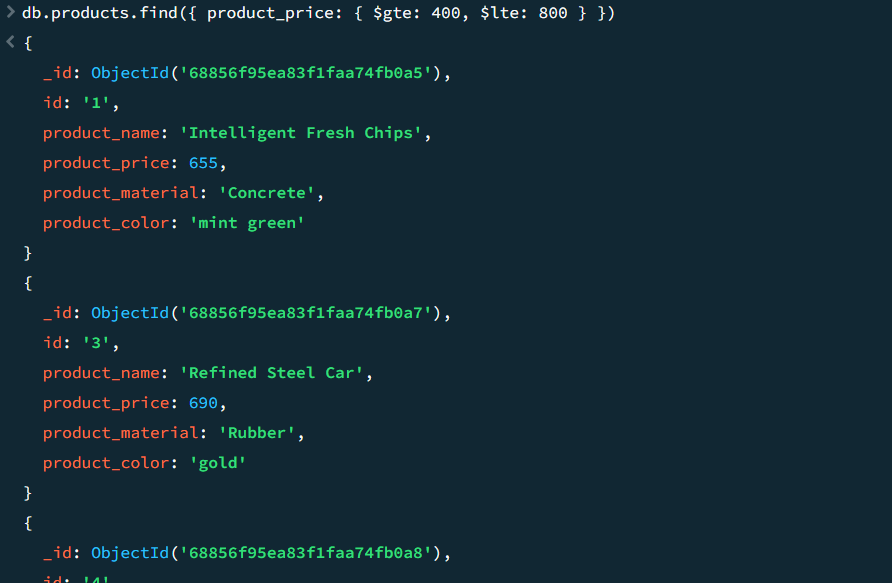 > db.products.find({ product_price: { $gte: 400, $lte: 800 } })
< {
_id: ObjectId('68856f95ea83f1faa74fb0a5'),
id: '1',
product_name: 'Intelligent Fresh Chips',
product_price: 655,
product_material: 'Concrete',
product_color: 'mint green'
}
{
_id: ObjectId('68856f95ea83f1faa74fb0a7'),
id: '3',
product_name: 'Refined Steel Car',
product_price: 690,
product_material: 'Rubber',
product_color: 'gold'
}
{
_id: ObjectId('68856f95ea83f1faa74fb0a8'),
id: '4'